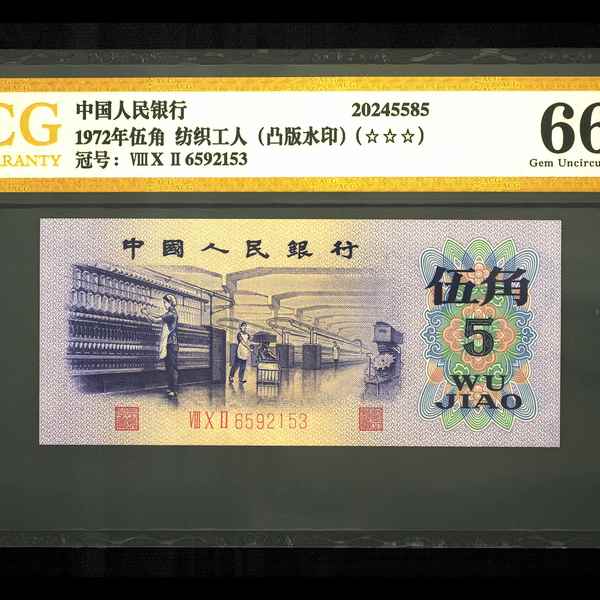 CG
中国人民银行 20245585
66
1972年伍角 纺织工人（凸版水印）（☆☆☆）
Gem Uncircu
ARRANTY
冠号：ⅧⅩⅡ6592153
中國人民銀行
伍角
5
WU
JIAO
ⅧⅩⅡ6592153